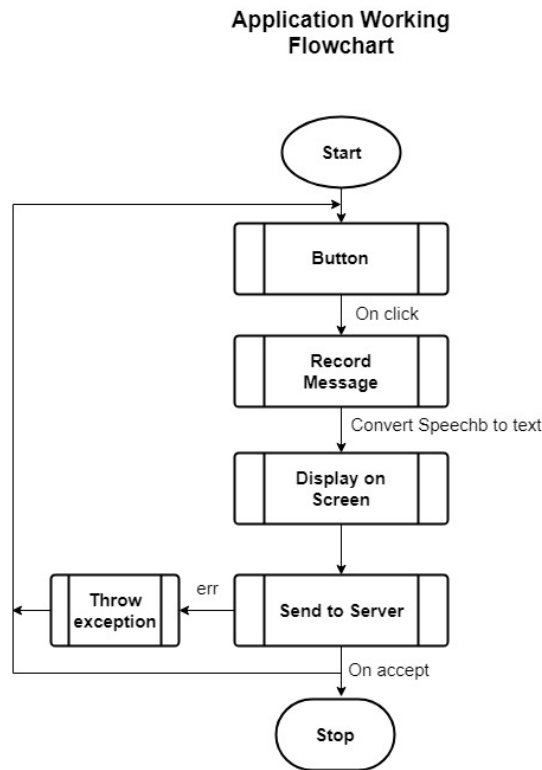 Application Working
Flowchart
Start
Button
On click
Record
Message
Convert Speechb to text
Display on
Screen
Throw
exception
err
Send to Server
On accept
Stop